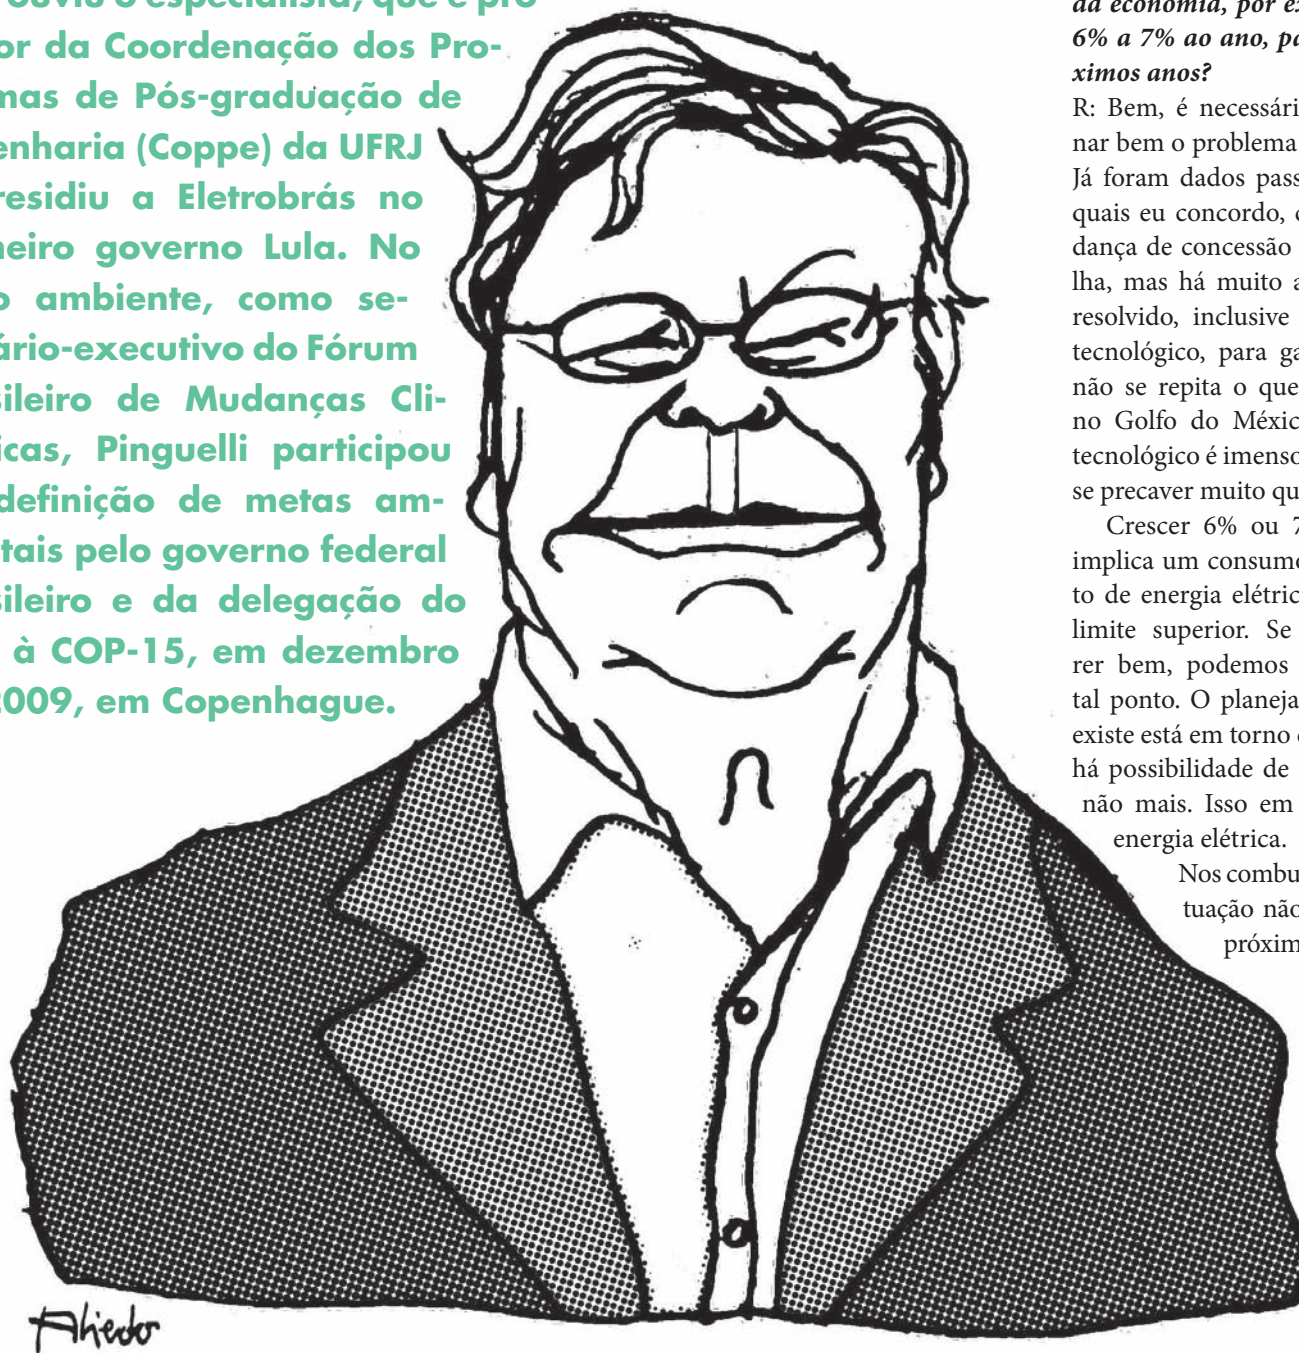 ouviu o especialista, que é pro
or da Coordenação dos Pro-
mas de Pós-graduação de
enharia (Coppe) da UFRJ
residiu a Eletrobrás no
neiro governo Lula. No
o ambiente, como se-
ário-executivo do Fórum
sileiro de Mudanças Cli-
icas, Pinguelli participou
definição de metas am-
tais pelo governo federal
sileiro e da delegação do
à COP-15, em dezembro
2009, em Copenhague.
da economia, por ex
6% a 7% ao ano, pa
ximos anos?
R: Bem, é necessári
nar bem o problema
Já foram dados pass
quais eu concordo, c
dança de concessão
lha, mas há muito a
resolvido, inclusive
tecnológico, para ga
não se repita o que
no Golfo do Méxic
tecnológico é imenso
se precaver muito qu
Crescer 6% ou 7
implica um consumo
to de energia elétric
limite superior. Se
rer bem, podemos
tal ponto. O planeja
existe está em torno
há possibilidade de
não mais. Isso em
energia elétrica.
Nos combu
tuação não
próxim